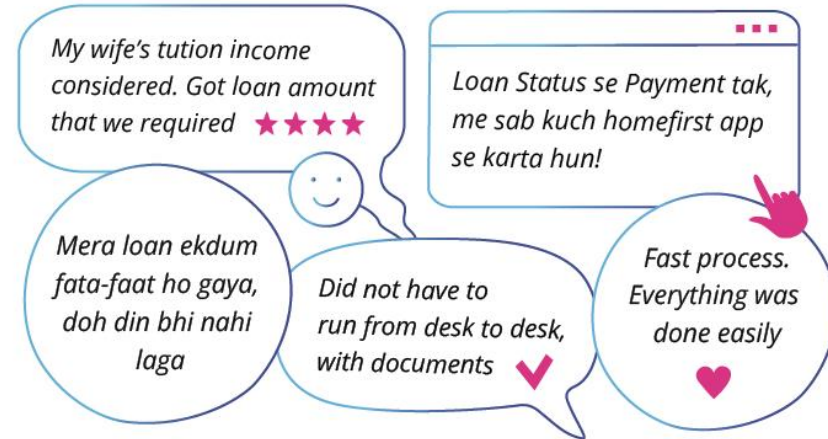 My wife's tution income
considered. Got loan amount
that we required
Loan Status se Payment tak,
me sab kuch homefirst app
se karta hun!
Mera loan ekdum
fata-faat ho gaya,
doh din bhi nahi
laga
Did not have to
run from desk to desk,
with documents
Fast process.
Everything was
done easily